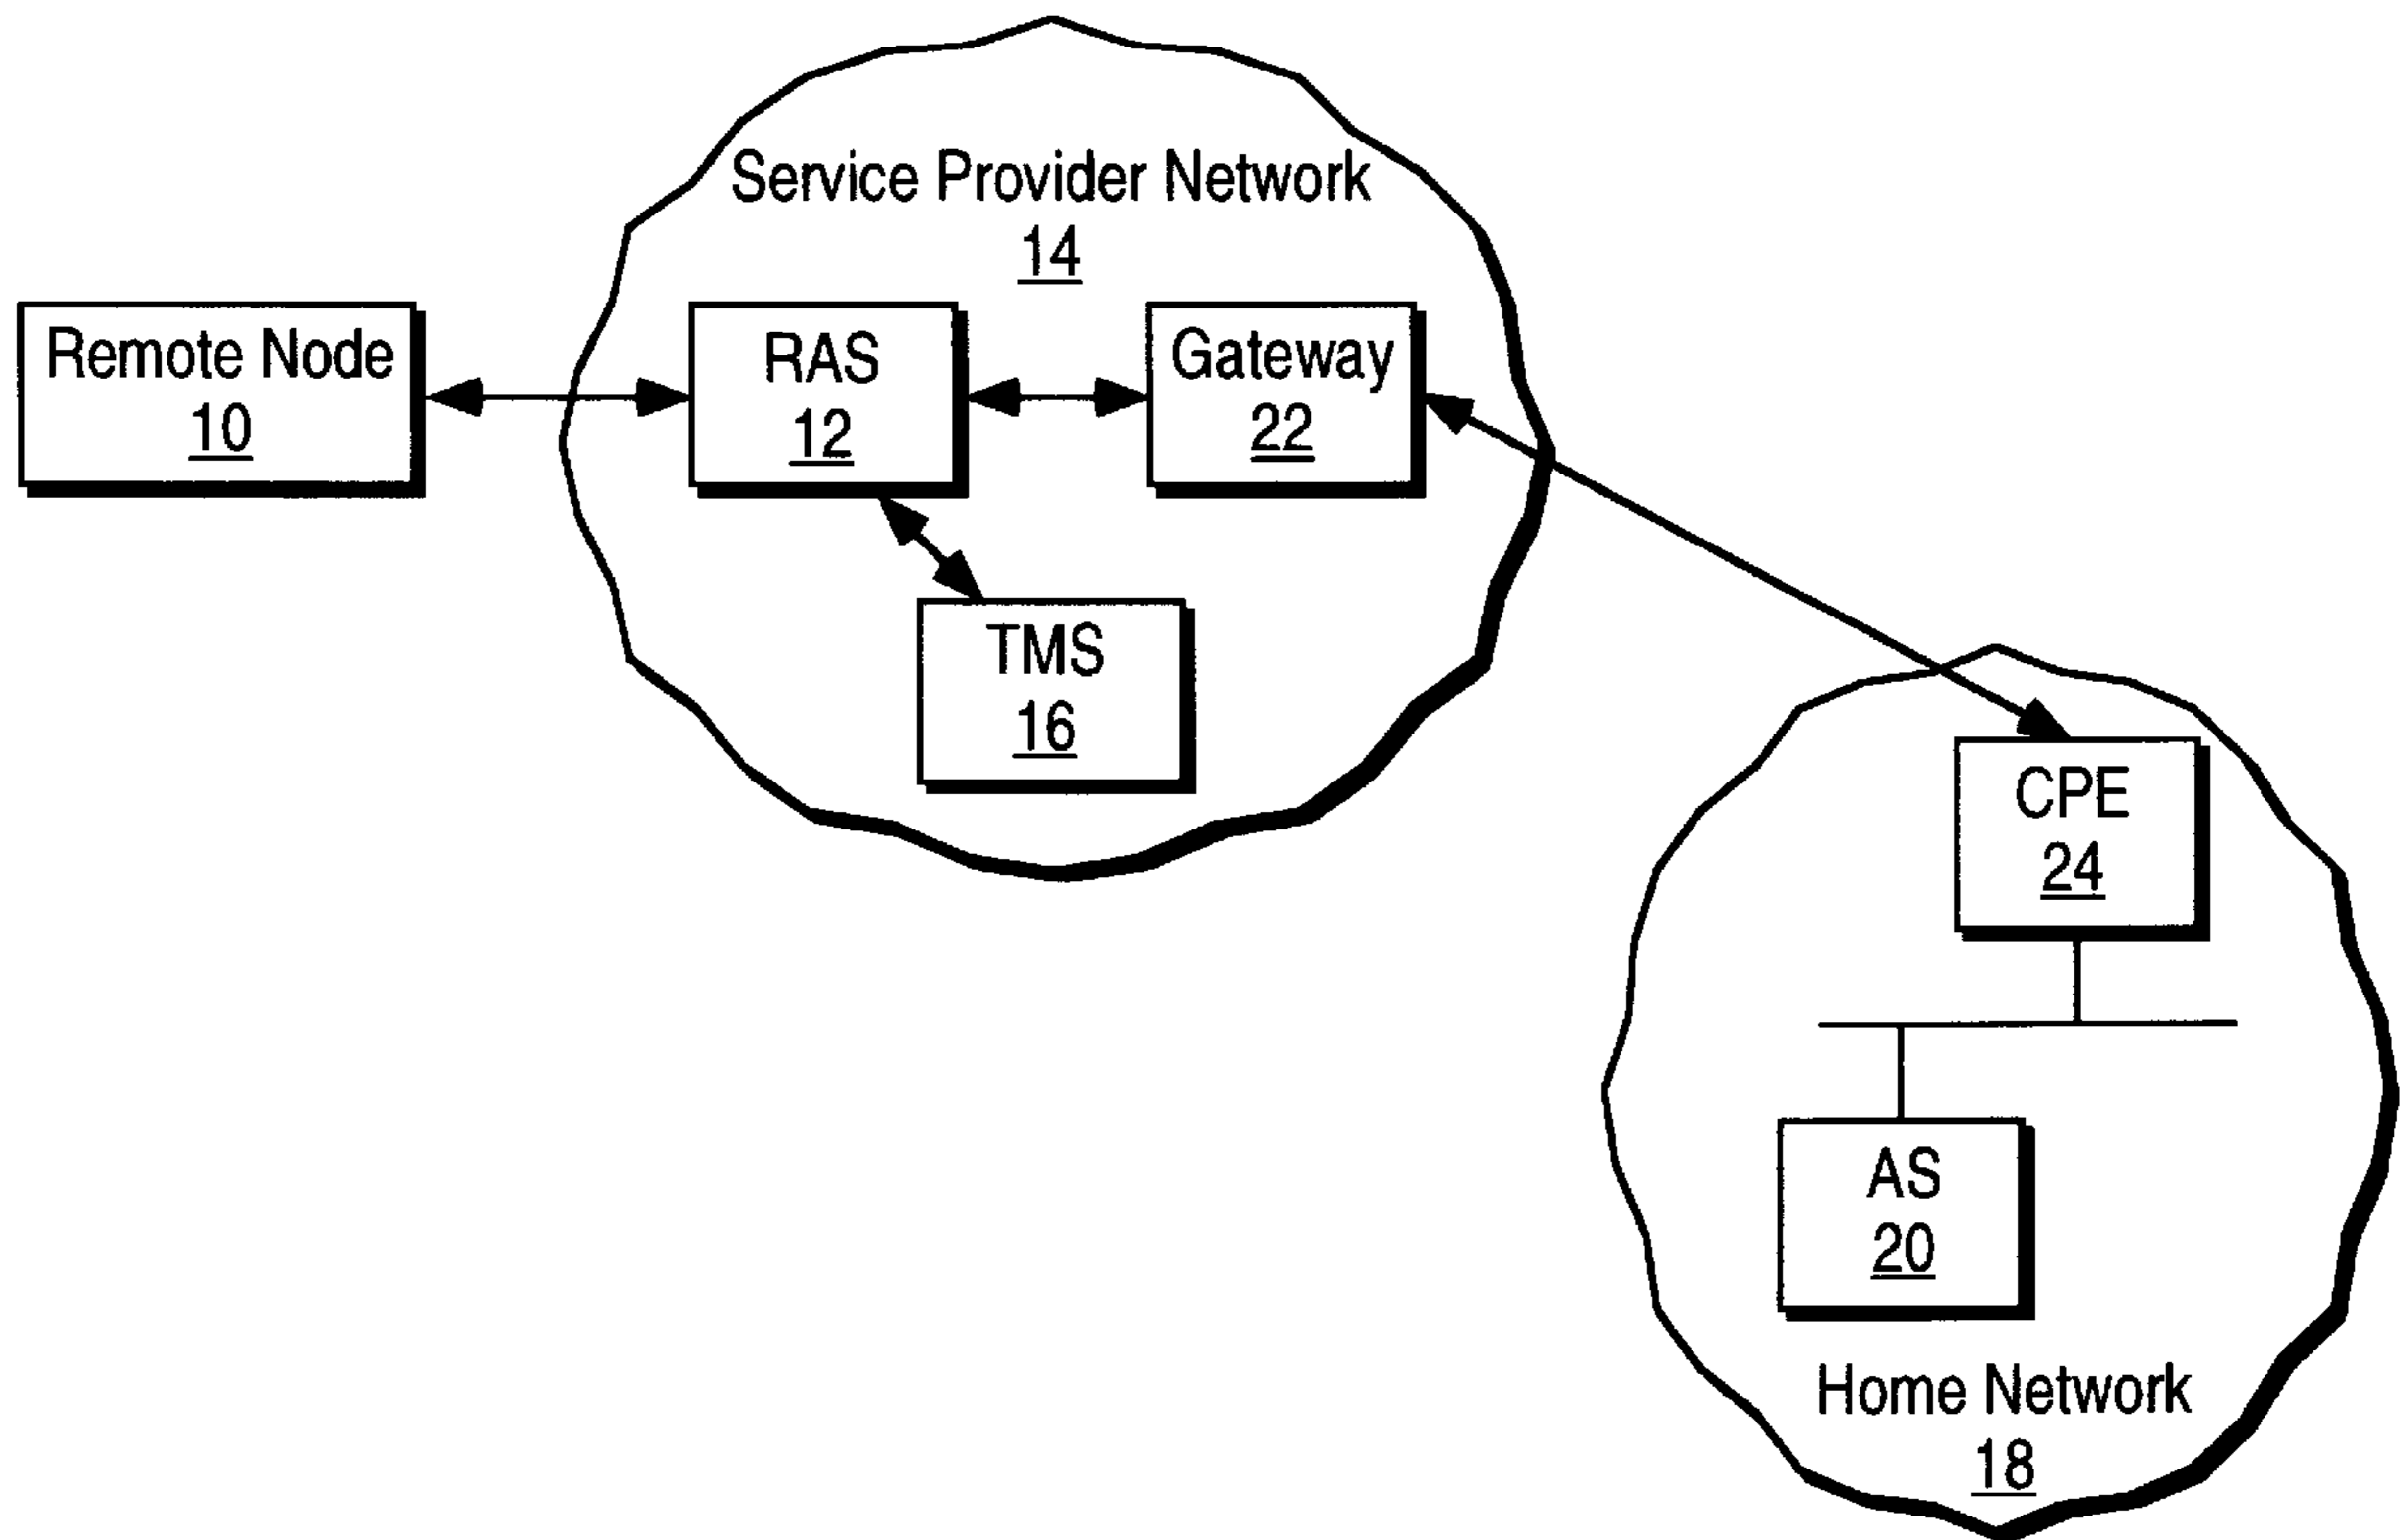 Service Provider Network
14
Remote Node
10
RAS
12
Gateway
22
TMS
16
CPE
24
AS
20
Home Network
18